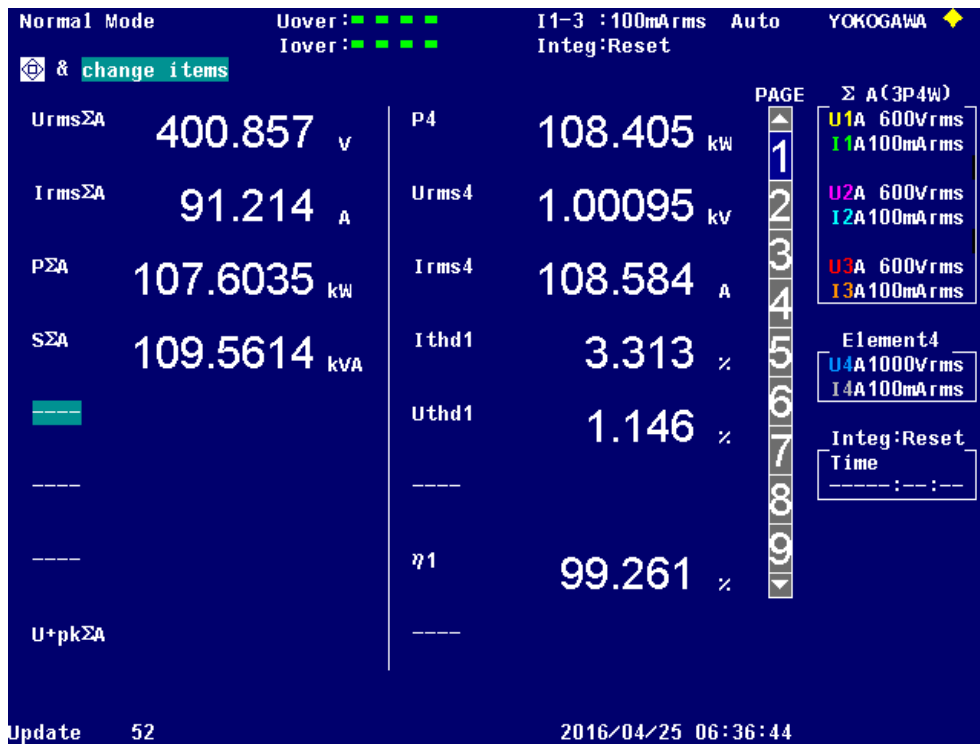 Normal Mode Uover: I1-3 :100mArms Auto YOKOGAWA
Iover: Integ:Reset
& change items
PAGE Σ A(3P4W)
UrmsΣA 400.857 V P4 108.405 kW 1 U1A 600Vrms
I1A100mArms
IrmsΣA 91.214 A Urms4 1.00095 kV 2 U2A 600Vrms
I2A100mArms
PΣA 107.6035 kW Irms4 108.584 A 3 U3A 600Vrms
4 I3A100mArms
SΣA 109.5614 kVA Ithd1 3.313 % 5 Element4
U4A1000Vrms
I4A100mArms
---- Uthd1 1.146 % 6
7 Integ:Reset
Time
---- ---- 8 -----:--:--
---- η1 99.261 % 9
U+pkΣA ----
Update 52 2016/04/25 06:36:44